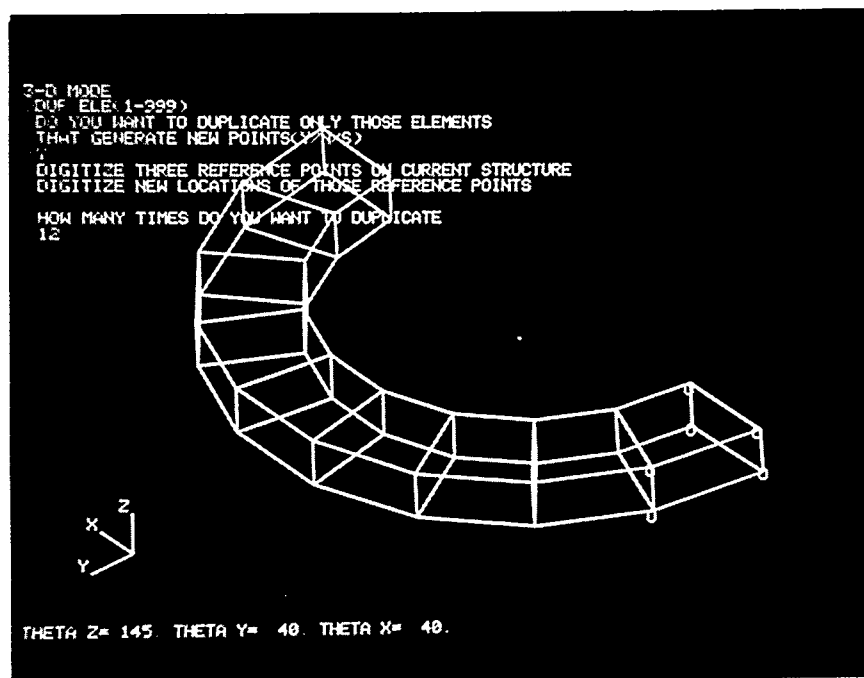 3-D MODE
DUP ELE(1-999)
DO YOU WANT TO DUPLICATE ONLY THOSE ELEMENTS
THAT GENERATE NEW POINTS(Y/N/S)
Y
DIGITIZE THREE REFERENCE POINTS ON CURRENT STRUCTURE
DIGITIZE NEW LOCATIONS OF THOSE REFERENCE POINTS
HOW MANY TIMES DO YOU WANT TO DUPLICATE
12
Z
X
Y
THETA Z= 145. THETA Y= 40. THETA X= 40.